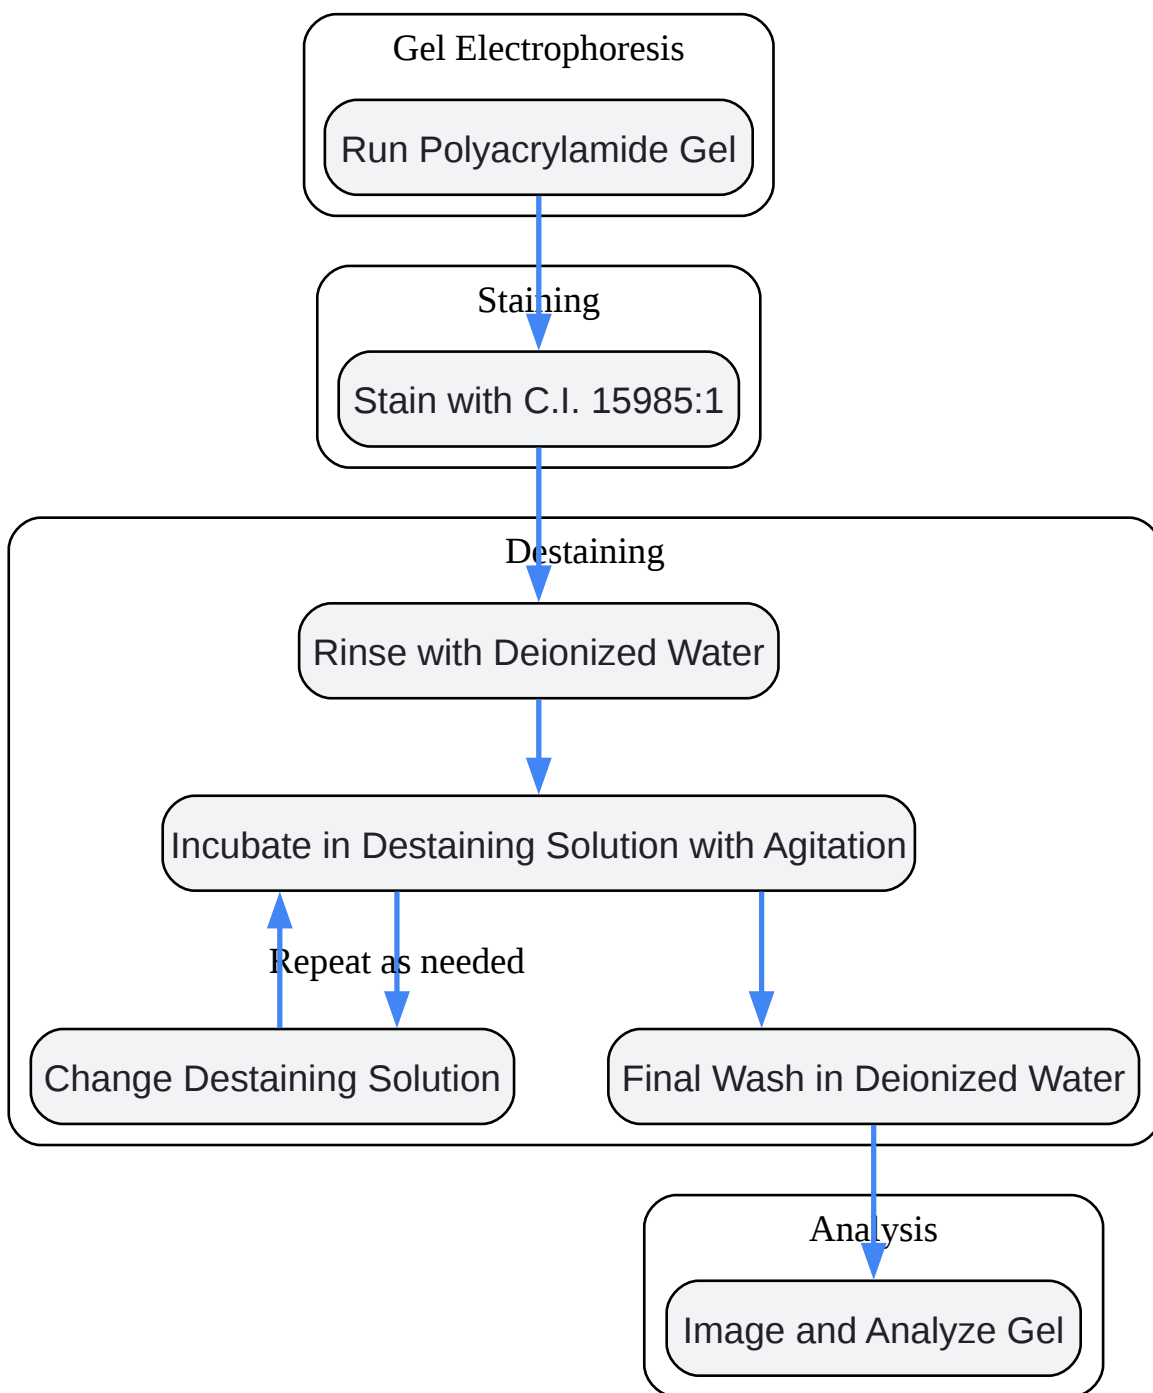 Gel Electrophoresis
Run Polyacrylamide Gel
Staining
Stain with C.I. 15985:1
Destaining
Rinse with Deionized Water
Incubate in Destaining Solution with Agitation
Repeat as needed
Change Destaining Solution
Final Wash in Deionized Water
Analysis
Image and Analyze Gel